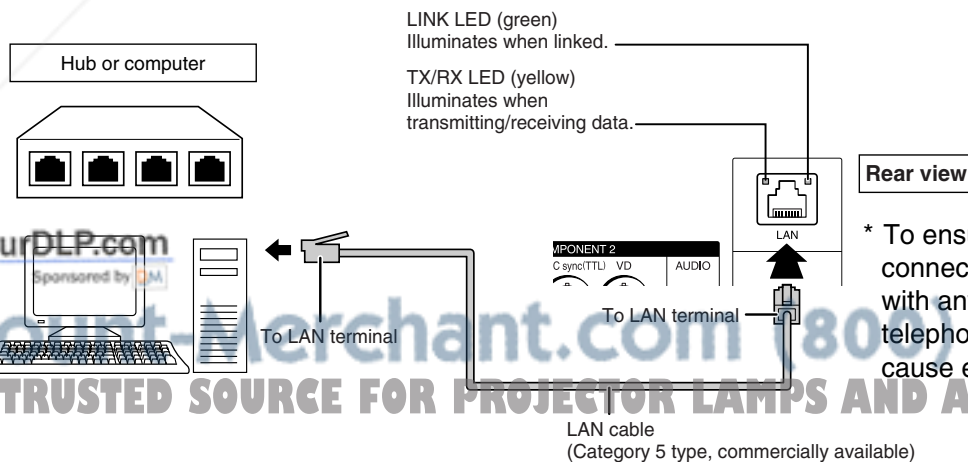 LINK LED (green)
Illuminates when linked.
Hub or computer
TX/RX LED (yellow)
Illuminates when
transmitting/receiving data.
Rear view
LAN
urDLP.com
Sponsored by
MPONENT 2
C sync(TTL) VD AUDIO
* To ens
connec
with an
telepho
cause e
To LAN terminal
To LAN terminal
unt-Merchant.com (800)
TRUSTED SOURCE FOR PROJECTOR LAMPS AND A
LAN cable
(Category 5 type, commercially available)